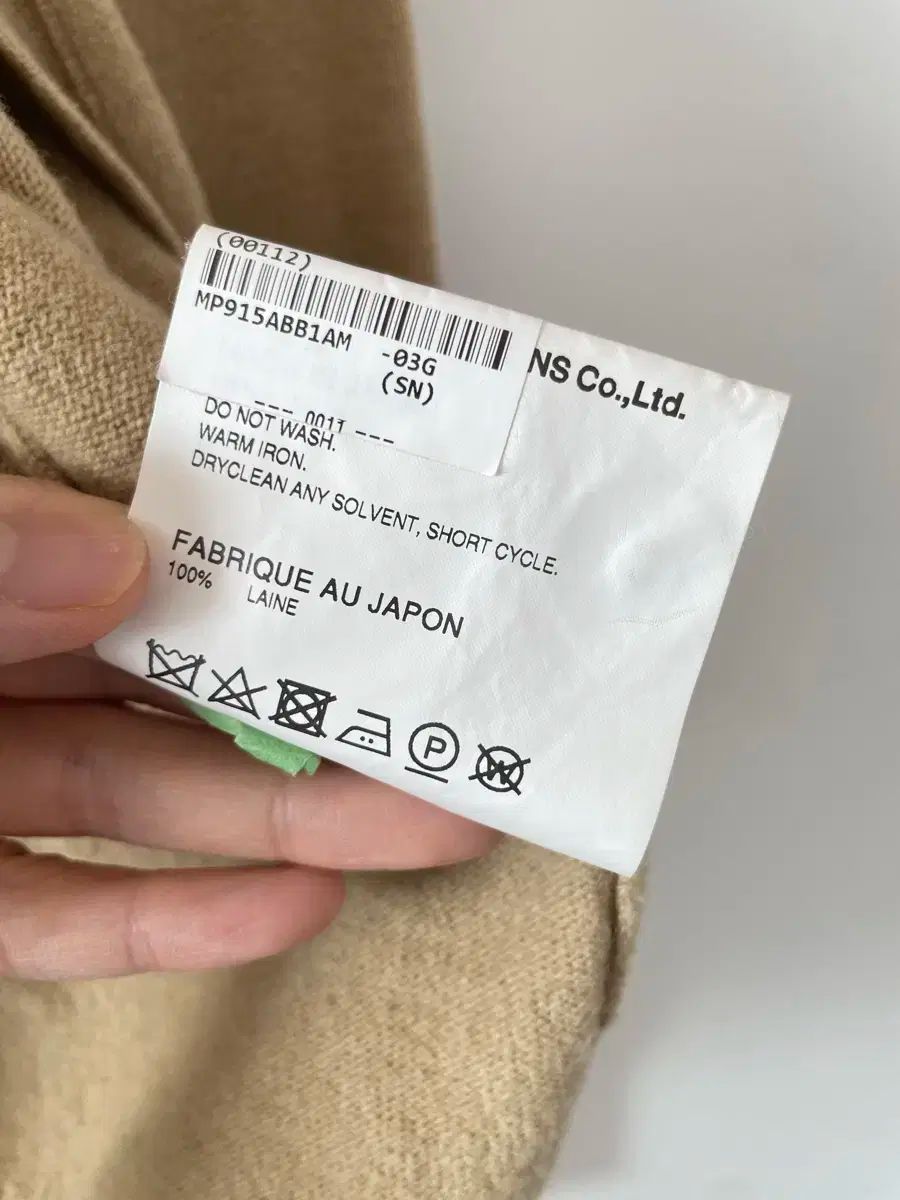 (00112)
MP915ABB1AM -03G
(SN)
NS Co.,Ltd.
DO NOT WASH.
WARM IRON.
DRYCLEAN ANY SOLVENT, SHORT CYCLE.
FABRIQUE AU JAPON
100% LAINE
P
W